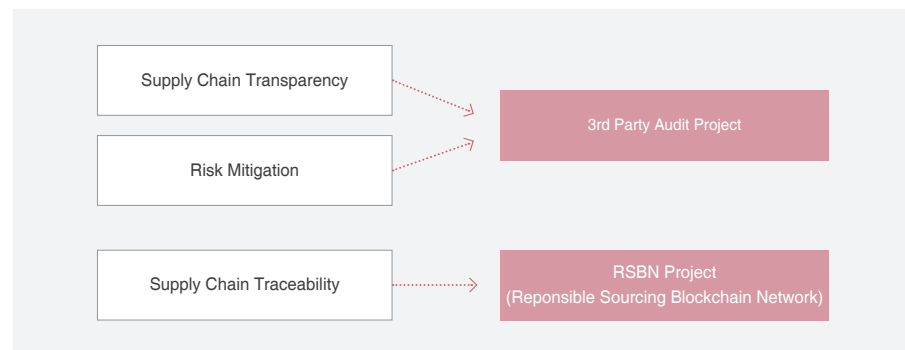 Supply Chain Transparency
3rd Party Audit Project
Risk Mitigation
Supply Chain Traceability
RSBN Project
(Reponsible Sourcing Blockchain Network)